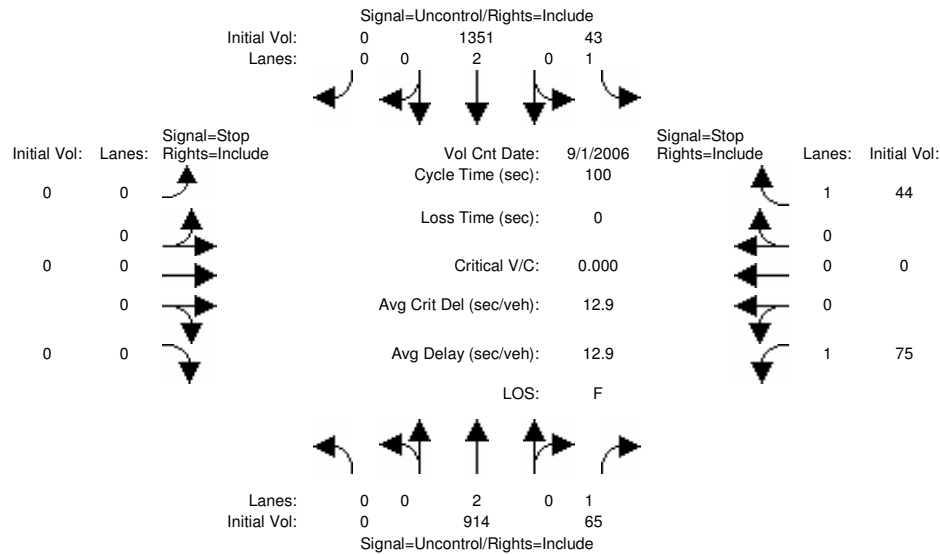 Signal=Uncontrol/Rights=Include
Initial Vol: 0 1351 43
Lanes: 0 0 2 0 1
Signal=Stop Signal=Stop
Initial Vol: Lanes: Rights=Include Vol Cnt Date: 9/1/2006 Rights=Include Lanes: Initial Vol:
Cycle Time (sec): 100
0 0 1 44
Loss Time (sec): 0
0 0
0 0 Critical V/C: 0.000 0 0
0 Avg Crit Del (sec/veh): 12.9 0
0 0 Avg Delay (sec/veh): 12.9 1 75
LOS: F
Lanes: 0 0 2 0 1
Initial Vol: 0 914 65
Signal=Uncontrol/Rights=Include